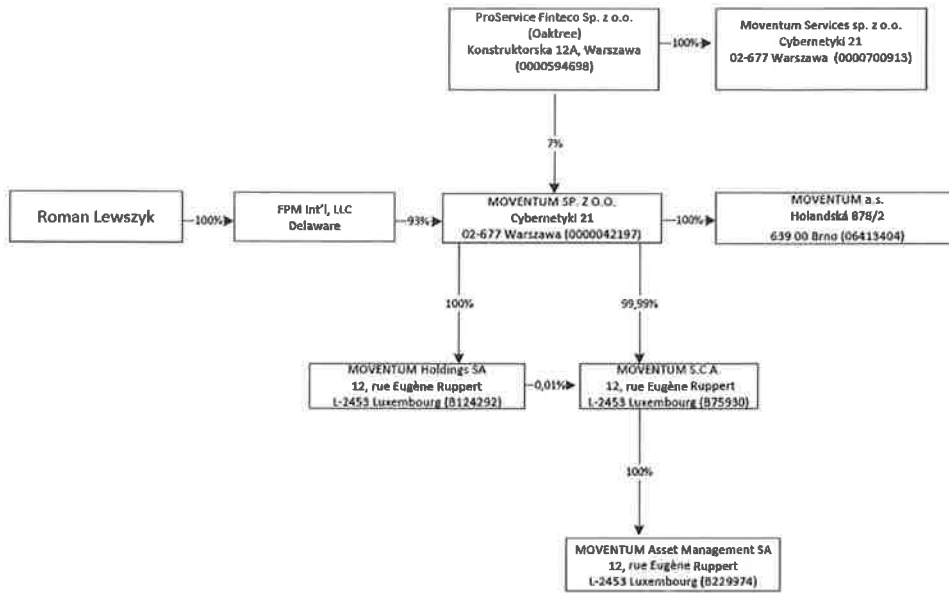 ProService Finteco Sp. z o.o.
(Oaktree)
Konstruktorska 12A, Warszawa
(0000594698)
100%
Moventum Services sp. z o.o.
Cybernetyki 21
02-677 Warszawa (0000700913)
7%
Roman Lewszyk
100%
FPM Int'l, LLC
Delaware
93%
MOVENTUM SP. Z O.O.
Cybernetyki 21
02-677 Warszawa (0000042197)
100%
MOVENTUM a.s.
Holandská 878/2
639 00 Brno (06413404)
100%
99,99%
MOVENTUM Holdings SA
12, rue Eugène Ruppert
L-2453 Luxembourg (B124292)
0,01%
MOVENTUM S.C.A.
12, rue Eugène Ruppert
L-2453 Luxembourg (B75930)
100%
MOVENTUM Asset Management SA
12, rue Eugène Ruppert
L-2453 Luxembourg (B229974)